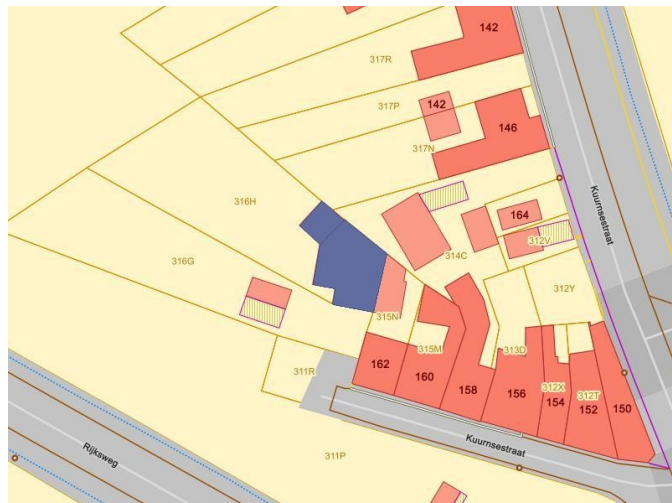 142
317R
317P
142
146
317N
Kuurnsestraat
316H
164
312V
314C
316G
312Y
315N
315M
313D
311R
162
160
158
156
312X
154
312T
152
150
Kuurnsestraat
Rijksweg
311P